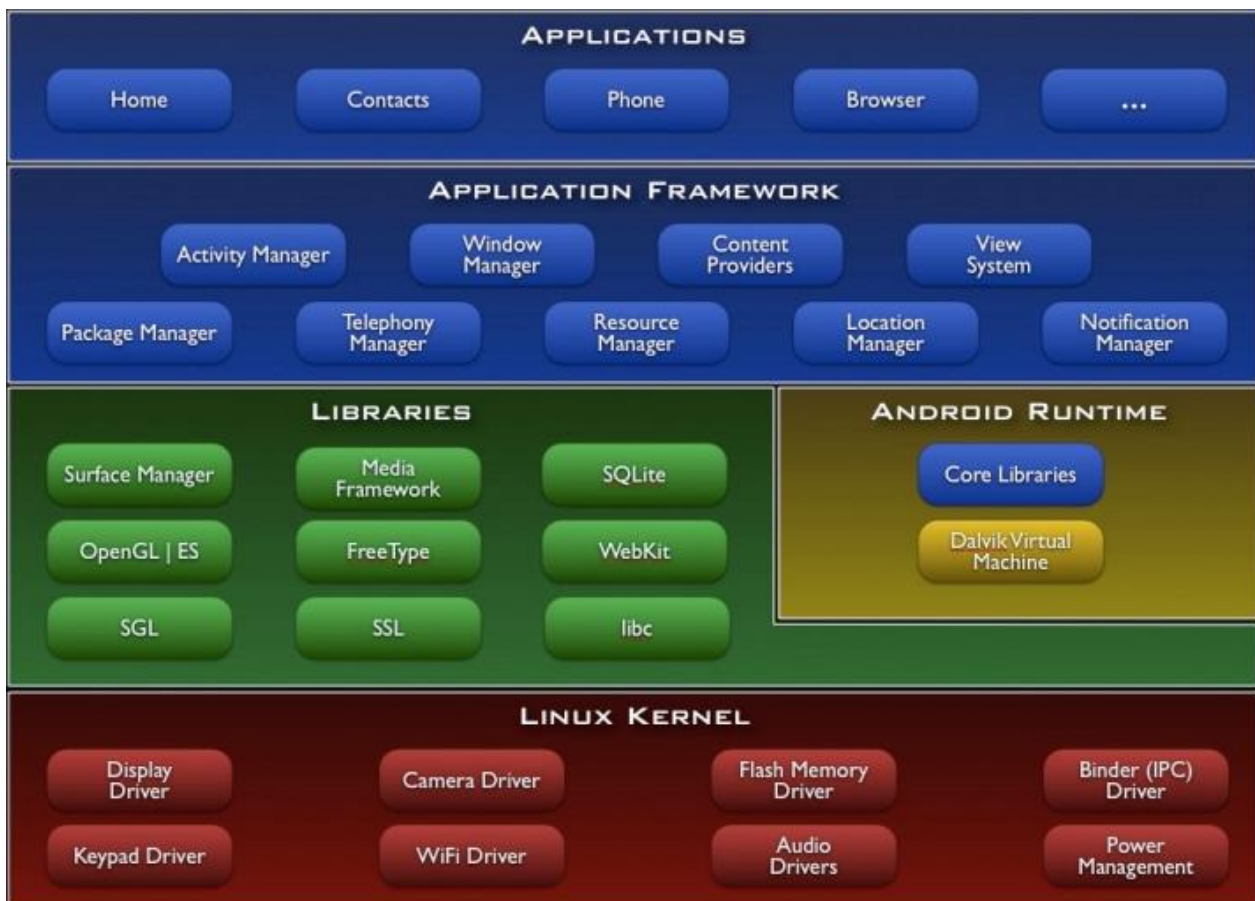 APPLICATIONS
Home
Contacts
Phone
Browser
...
APPLICATION FRAMEWORK
Activity Manager
Window
Manager
Content
Providers
View
System
Package Manager
Telephony
Manager
Resource
Manager
Location
Manager
Notification
Manager
LIBRARIES
Surface Manager
Media
Framework
SQLite
OpenGL | ES
FreeType
WebKit
SGL
SSL
libc
ANDROID RUNTIME
Core Libraries
Dalvik Virtual
Machine
LINUX KERNEL
Display
Driver
Camera Driver
Flash Memory
Driver
Binder (IPC)
Driver
Keypad Driver
WiFi Driver
Audio
Drivers
Power
Management